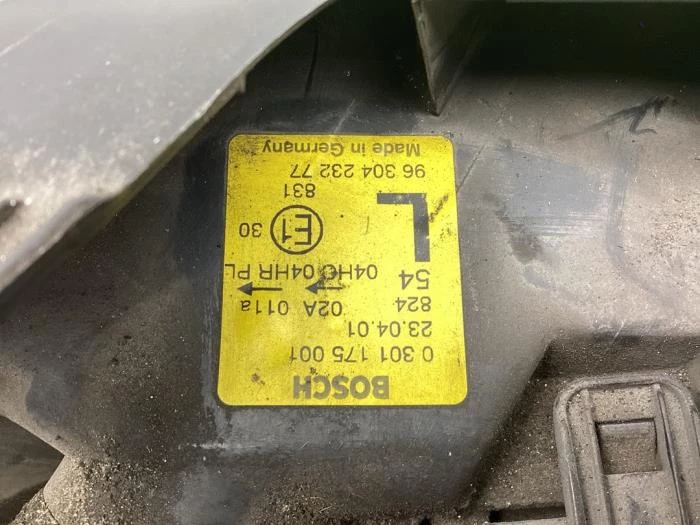 BOSCH
0 301 175 001
23.04.01
824 02A 011a
54 04HC 04HR PL
L
E1 30
831
96 304 232 77
Made in Germany